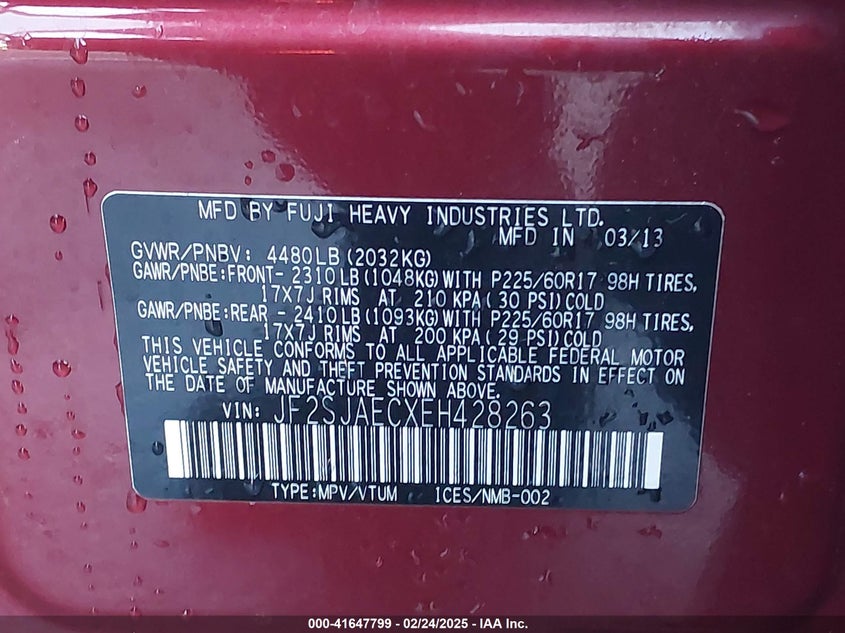 MFD BY FUJI HEAVY INDUSTRIES LTD.
MFD IN 03/13
GVWR/PNBV: 4480LB (2032KG)
GAWR/PNBE:FRONT- 2310LB (1048KG) WITH P225/60R17 98H TIRES,
17X7J RIMS AT 210 KPA (30 PSI) COLD
GAWR/PNBE:REAR - 2410LB (1093KG) WITH P225/60R17 98H TIRES,
17X7J RIMS AT 200 KPA (29 PSI) COLD
THIS VEHICLE CONFORMS TO ALL APPLICABLE FEDERAL MOTOR
VEHICLE SAFETY AND THEFT PREVENTION STANDARDS IN EFFECT ON
THE DATE OF MANUFACTURE SHOWN ABOVE.
VIN: JF2SJAECXEH428263
TYPE:MPV/VTUM ICES/NMB-002
000-41647799 - 02/24/2025 - IAA Inc.